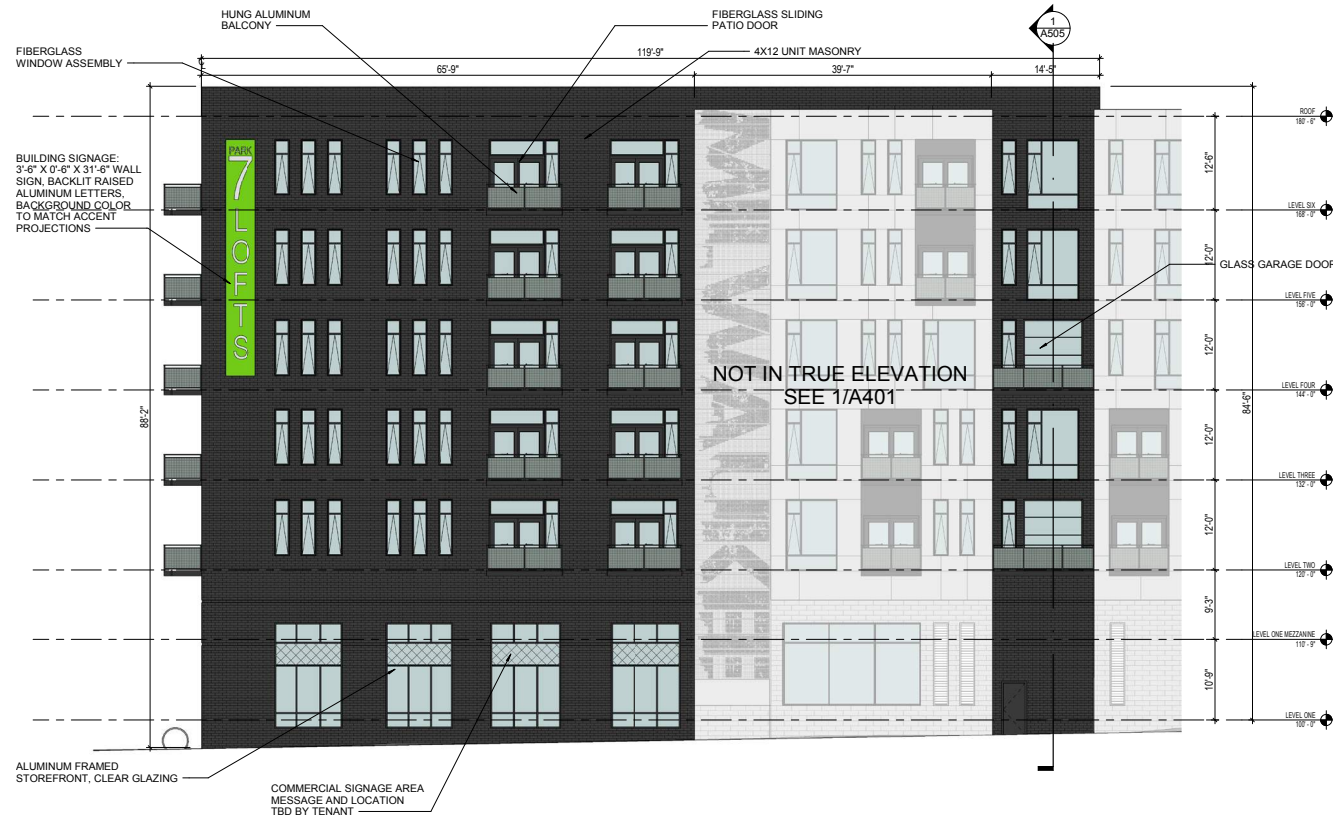 HUNG ALUMINUM
BALCONY
FIBERGLASS SLIDING
PATIO DOOR
1
A505
FIBERGLASS
WINDOW ASSEMBLY
119'-9"
4X12 UNIT MASONRY
65'-9"
39'-7"
14'-5"
BUILDING SIGNAGE:
3'-6" X 0'-6" X 31'-6" WALL
SIGN, BACKLIT RAISED
ALUMINUM LETTERS,
BACKGROUND COLOR
TO MATCH ACCENT
PROJECTIONS
PARK
7
L
O
F
T
S
ROOF
180' - 6"
12'-6"
LEVEL SIX
168' - 0"
12'-0"
GLASS GARAGE DOOR
LEVEL FIVE
156' - 0"
12'-0"
NOT IN TRUE ELEVATION
SEE 1/A401
LEVEL FOUR
144' - 0"
88'-2"
84'-6"
12'-0"
LEVEL THREE
132' - 0"
12'-0"
LEVEL TWO
120' - 0"
9'-3"
LEVEL ONE MEZZANINE
110' - 9"
10'-9"
LEVEL ONE
100' - 0"
ALUMINUM FRAMED
STOREFRONT, CLEAR GLAZING
COMMERCIAL SIGNAGE AREA
MESSAGE AND LOCATION
TBD BY TENANT